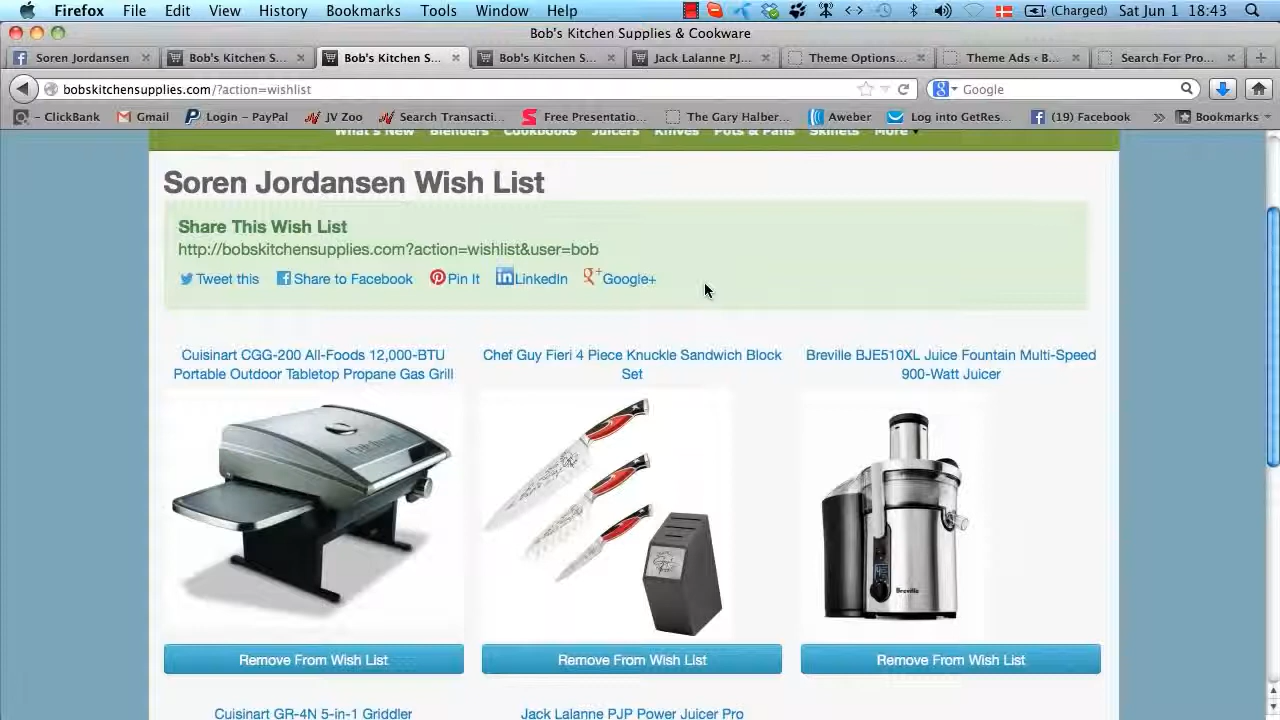 Firefox File Edit View History Bookmarks Tools Window Help (Charged) Sat Jun 1 18:43
Bob's Kitchen Supplies & Cookware
Soren Jordansen Bob's Kitchen S... Bob's Kitchen S... Bob's Kitchen S... Jack Lalanne PJ... Theme Options... Theme Ads ‹ B... Search For Pro...
bobskitchensupplies.com/?action=wishlist Google
– ClickBank Gmail Login – PayPal JV Zoo Search Transacti... Free Presentatio... The Gary Halber... Aweber Log into GetRes... (19) Facebook » Bookmarks
What's New Blenders Cookbooks Juicers Knives Pots & Pans Skillets More
Soren Jordansen Wish List
Share This Wish List
http://bobskitchensupplies.com?action=wishlist&user=bob
Tweet this Share to Facebook Pin It LinkedIn Google+
Cuisinart CGG-200 All-Foods 12,000-BTU
Portable Outdoor Tabletop Propane Gas Grill
Chef Guy Fieri 4 Piece Knuckle Sandwich Block
Set
Breville BJE510XL Juice Fountain Multi-Speed
900-Watt Juicer
Cuisinart
Breville
Remove From Wish List Remove From Wish List Remove From Wish List
Cuisinart GR-4N 5-in-1 Griddler Jack Lalanne PJP Power Juicer Pro